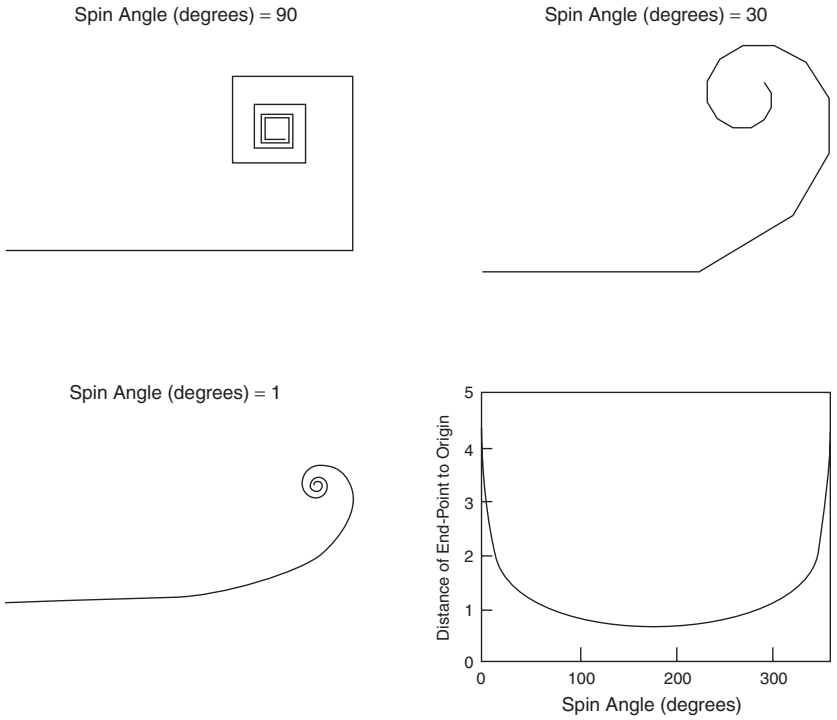 Spin Angle (degrees) = 90
Spin Angle (degrees) = 30
Spin Angle (degrees) = 1
5
4
3
2
1
0
Distance of End-Point to Origin
0 100 200 300
Spin Angle (degrees)